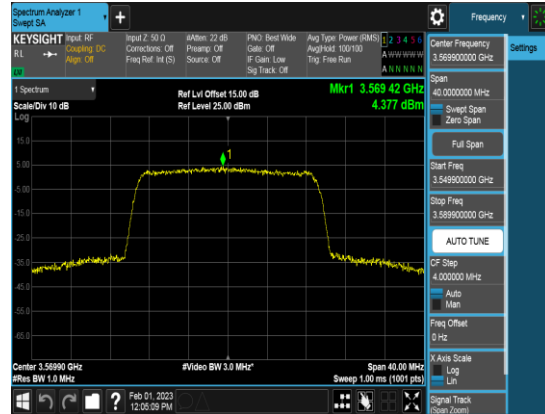 Spectrum Analyzer 1
Swept SA
+
Frequency
KEYSIGHT
RL
Input: RF
Coupling: DC
Align: Off
Input Z: 50 Ω
Corrections: Off
Freq Ref: Int (S)
#Atten: 22 dB
Preamp: Off
Source: Off
PNO: Best Wide
Gate: Off
IF Gain: Low
Sig Track: Off
Avg Type: Power (RMS)
Avg|Hold: 100/100
Trig: Free Run
1 2 3 4 5 6
A W W W W W
A N N N N N
LXI
1 Spectrum
Scale/Div 10 dB
Log
Ref Lvl Offset 15.00 dB
Ref Level 25.00 dBm
Mkr1 3.569 42 GHz
4.377 dBm
1
15.0
5.00
-5.00
-15.0
-25.0
-35.0
-45.0
-55.0
-65.0
Center 3.56990 GHz
#Res BW 1.0 MHz
#Video BW 3.0 MHz*
Span 40.00 MHz
Sweep 1.00 ms (1001 pts)
Center Frequency
3.569900000 GHz
Settings
Span
40.0000000 MHz
Swept Span
Zero Span
Full Span
Start Freq
3.549900000 GHz
Stop Freq
3.589900000 GHz
AUTO TUNE
CF Step
4.000000 MHz
Auto
Man
Freq Offset
0 Hz
X Axis Scale
Log
Lin
Signal Track
(Span Zoom)
?
Feb 01, 2023
12:05:09 PM